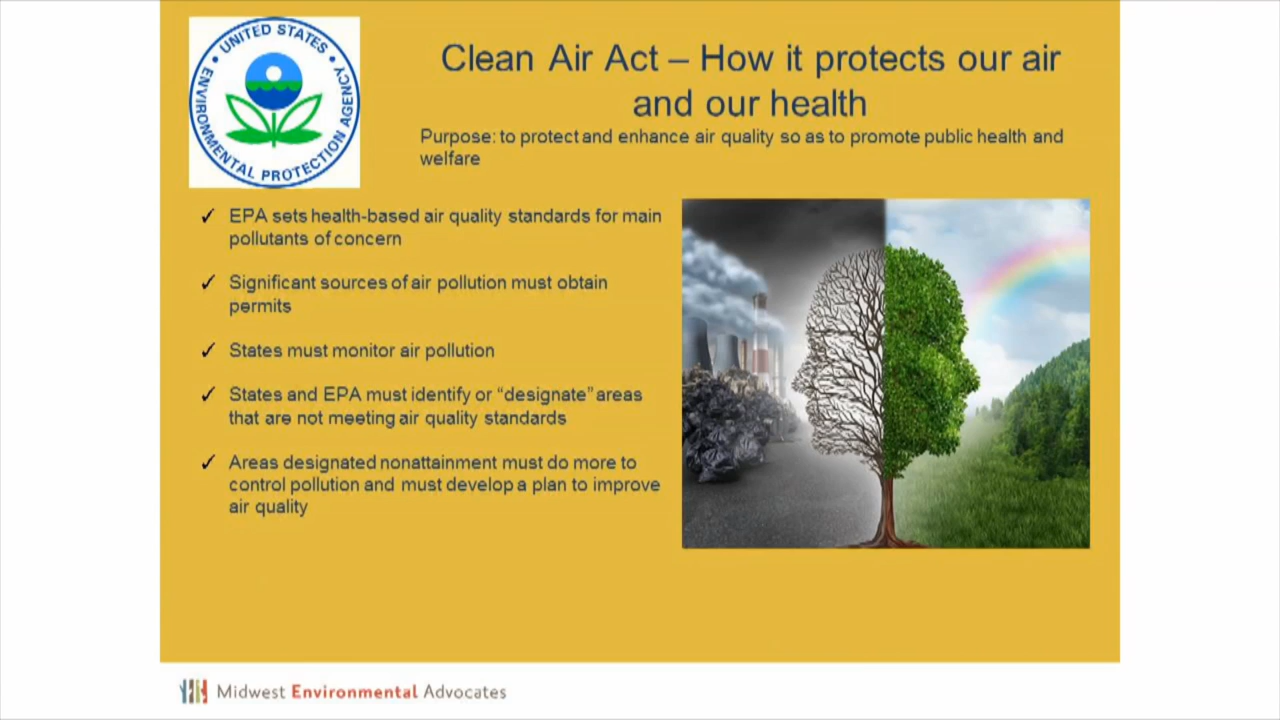 UNITED STATES
ENVIRONMENTAL PROTECTION AGENCY
Clean Air Act – How it protects our air
and our health
Purpose: to protect and enhance air quality so as to promote public health and
welfare
✓ EPA sets health-based air quality standards for main
pollutants of concern
✓ Significant sources of air pollution must obtain
permits
✓ States must monitor air pollution
✓ States and EPA must identify or “designate” areas
that are not meeting air quality standards
✓ Areas designated nonattainment must do more to
control pollution and must develop a plan to improve
air quality
Midwest Environmental Advocates